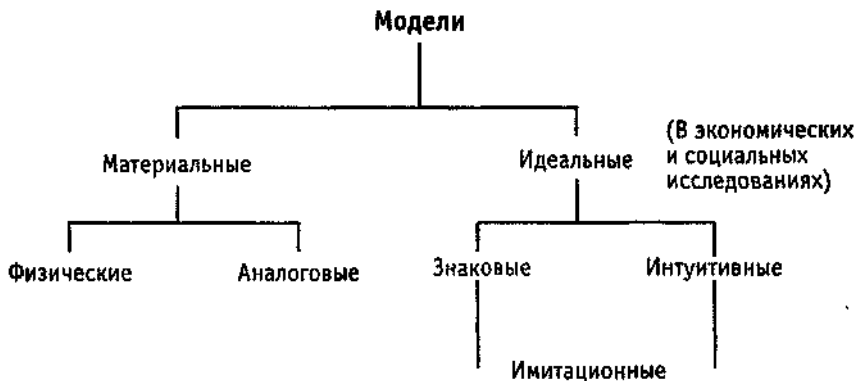 Модели
Материальные
Идеальные
(В экономических
и социальных
исследованиях)
Физические
Аналоговые
Знаковые
Интуитивные
Имитационные